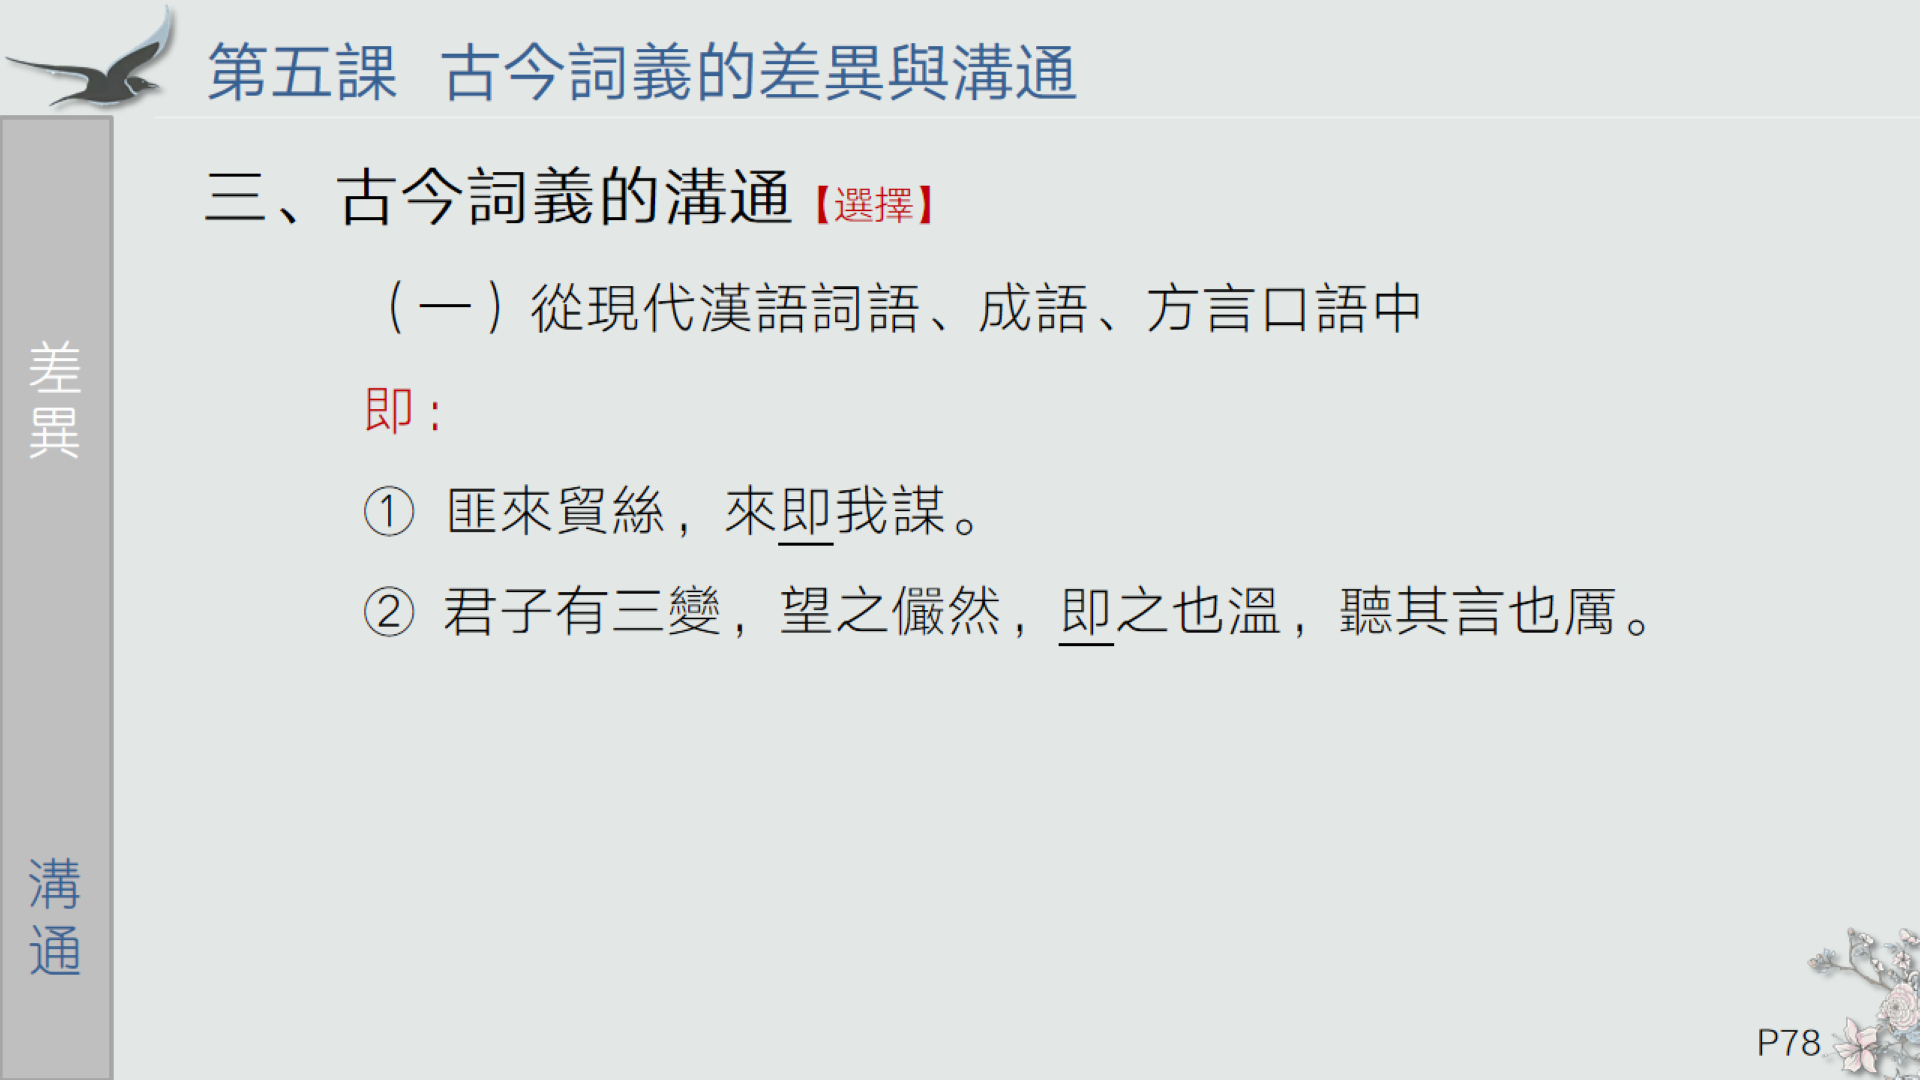 第五課 古今詞義的差異與溝通
三、古今詞義的溝通【選擇】
（一）從現代漢語詞語、成語、方言口語中
即：
① 匪來貿絲，來即我謀。
② 君子有三變，望之儼然，即之也溫，聽其言也厲。
差異
溝通
P78